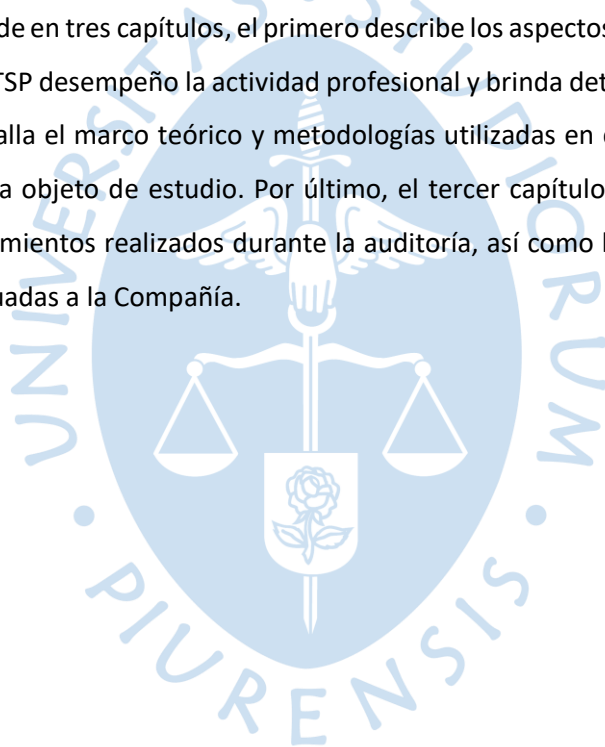 de en tres capítulos, el primero describe los aspectos
TSP desempeño la actividad profesional y brinda det
alla el marco teórico y metodologías utilizadas en
a objeto de estudio. Por último, el tercer capítulo
mientos realizados durante la auditoría, así como
uadas a la Compañía.
UNIVERSITAS STUDIORUM
PIURENSIS